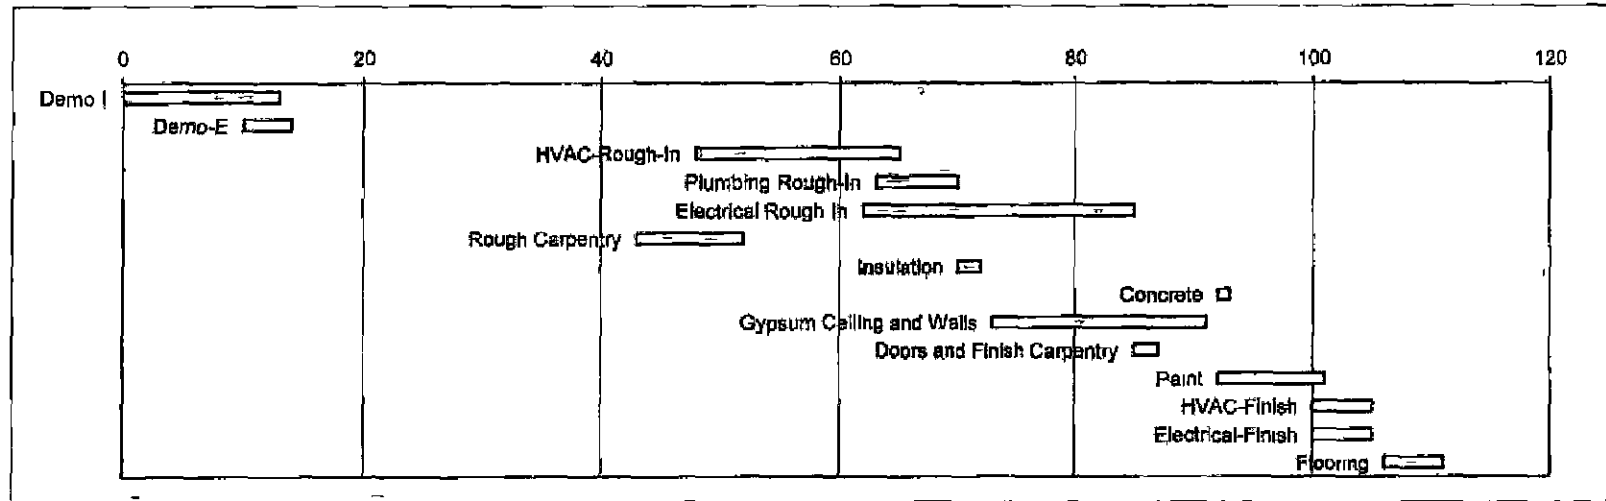 0 20 40 60 80 100 120
Demo I
Demo-E
HVAC-Rough-In
Plumbing Rough-In
Electrical Rough In
Rough Carpentry
Insulation
Concrete
Gypsum Ceiling and Walls
Doors and Finish Carpentry
Paint
HVAC-Finish
Electrical-Finish
Flooring